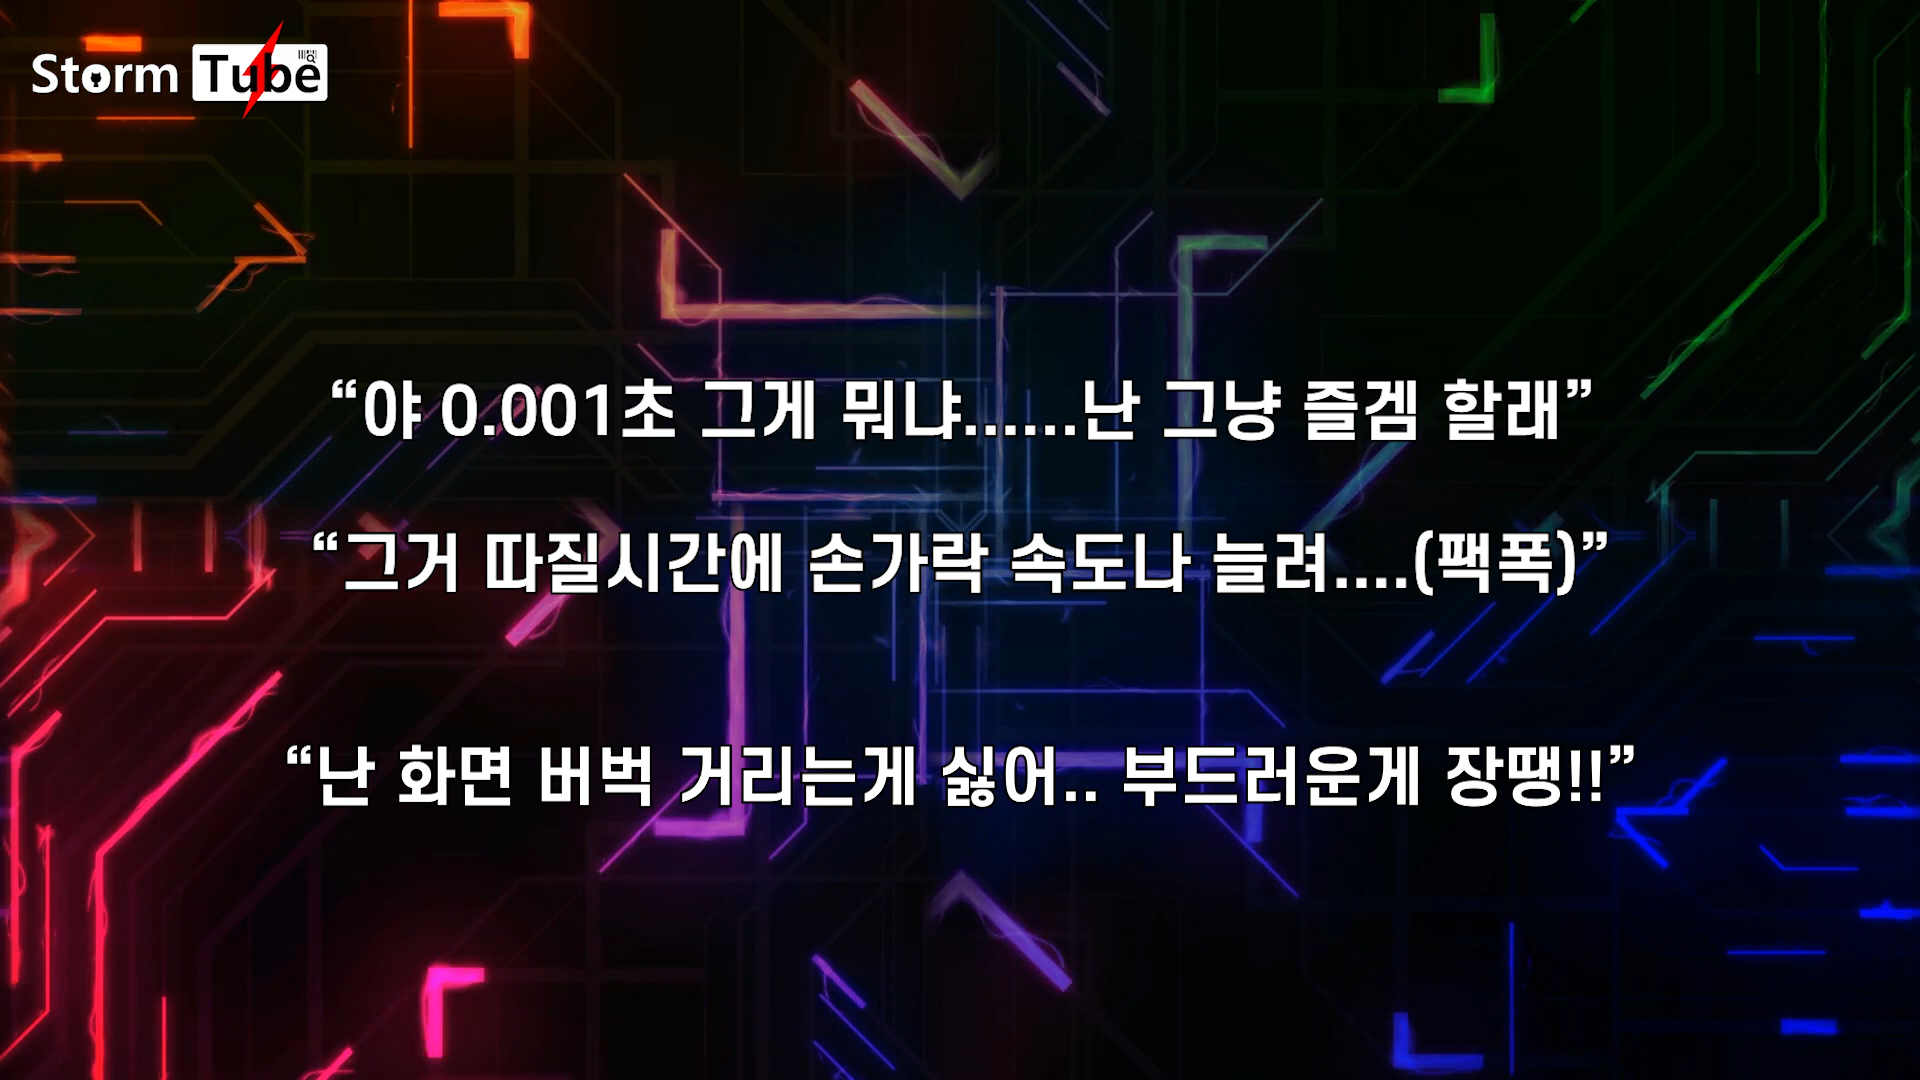 Storm Tube
“야 0.001초 그게 뭐냐......난 그냥 즐겜 할래”
“그거 따질시간에 손가락 속도나 늘려....(팩폭)”
“난 화면 버벅 거리는게 싫어.. 부드러운게 장땡!!”